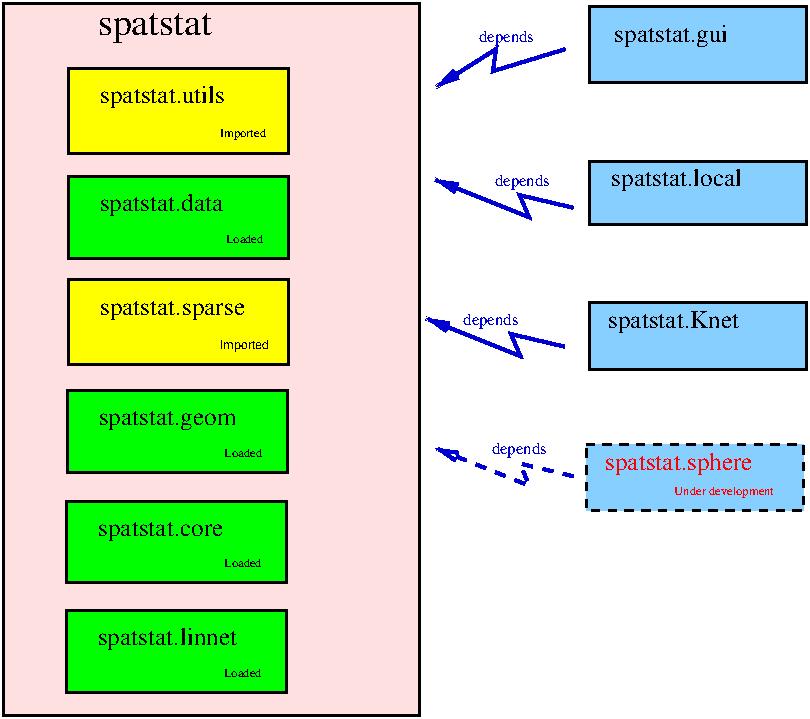 spatstat
spatstat.utils
Imported
spatstat.data
Loaded
spatstat.sparse
Imported
spatstat.geom
Loaded
spatstat.core
Loaded
spatstat.linnet
Loaded
depends
spatstat.gui
depends
spatstat.local
depends
spatstat.Knet
depends
spatstat.sphere
Under development